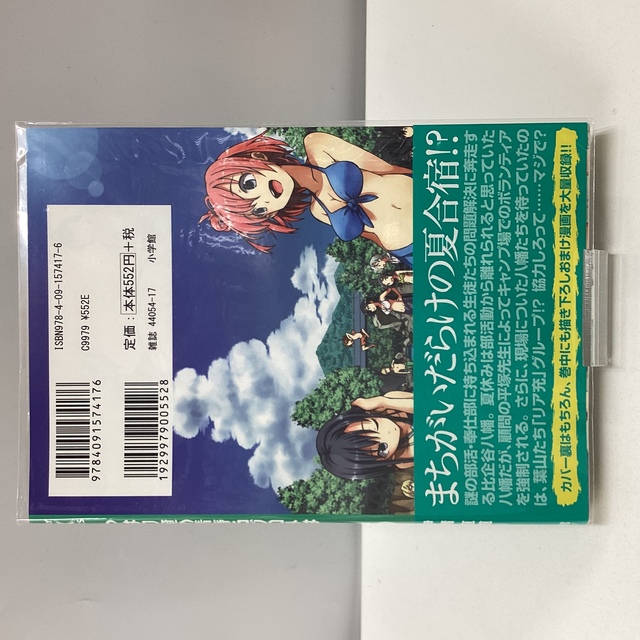 まちがいだらけの夏合宿!?
謎の部活・奉仕部に持ち込まれる生徒たちの問題解決に奔走す
る比企谷八幡。夏休みは部活動から離れられると思っていた
八幡だが、顧問の平塚先生によってキャンプ場でのボランティア
を強制される。さらに、現場についた八幡たちを待っていたの
は、葉山たち「リア充」グループ!? 協力しろって……マジで?
カバー裏はもちろん、巻中にも描き下ろしおまけ漫画を大量収録!!
ISBN978-4-09-157417-6
C9979 ¥552E
定価:本体552円+税
雑誌 44054-17 小学館
9784091574176
1929979005528